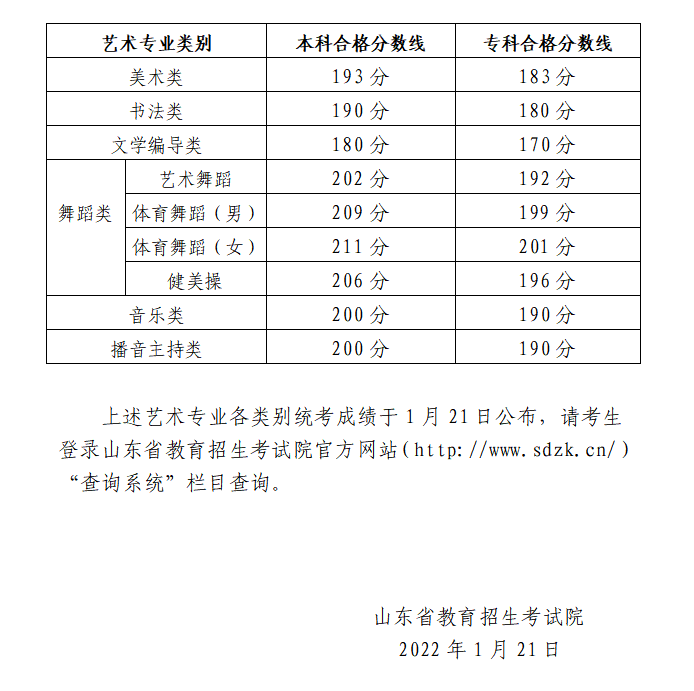 艺术专业类别 本科合格分数线 专科合格分数线
美术类 193分 183分
书法类 190分 180分
文学编导类 180分 170分
舞蹈类 艺术舞蹈 202分 192分
体育舞蹈（男） 209分 199分
体育舞蹈（女） 211分 201分
健美操 206分 196分
音乐类 200分 190分
播音主持类 200分 190分
上述艺术专业各类别统考成绩于1月21日公布，请考生
登录山东省教育招生考试院官方网站(http://www.sdzk.cn/)
“查询系统”栏目查询。
山东省教育招生考试院
2022年1月21日